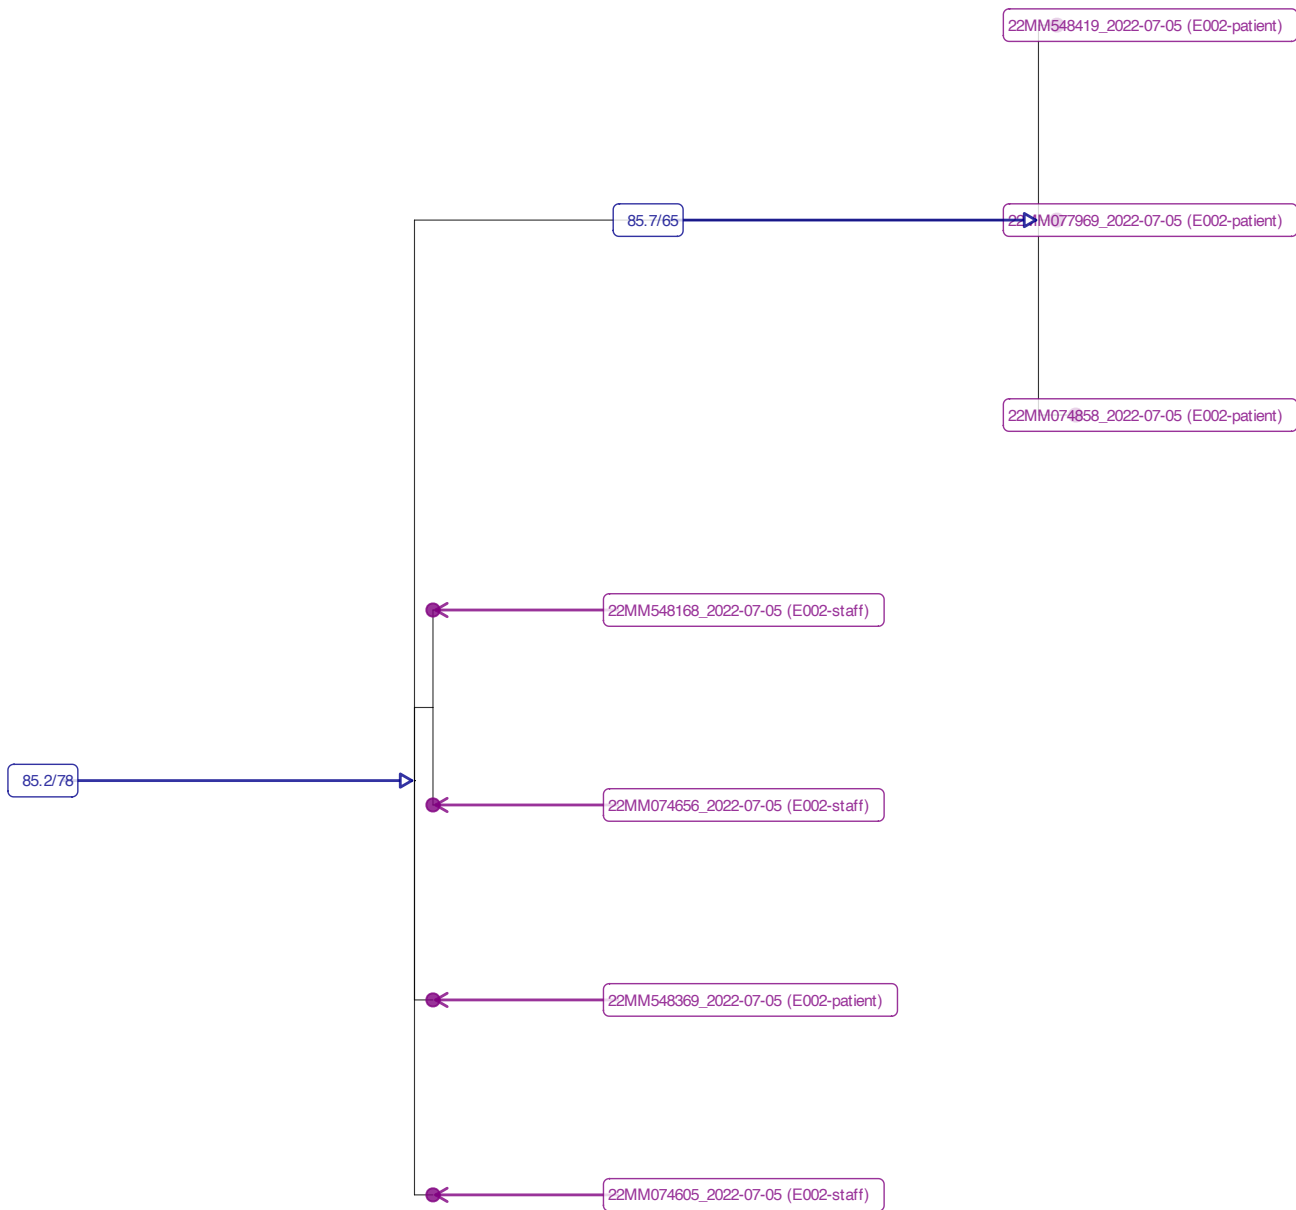 22MM548419_2022-07-05 (E002-patient)
85.7/65
22MM077969_2022-07-05 (E002-patient)
22MM074858_2022-07-05 (E002-patient)
22MM548168_2022-07-05 (E002-staff)
85.2/78
22MM074656_2022-07-05 (E002-staff)
22MM548369_2022-07-05 (E002-patient)
22MM074605_2022-07-05 (E002-staff)